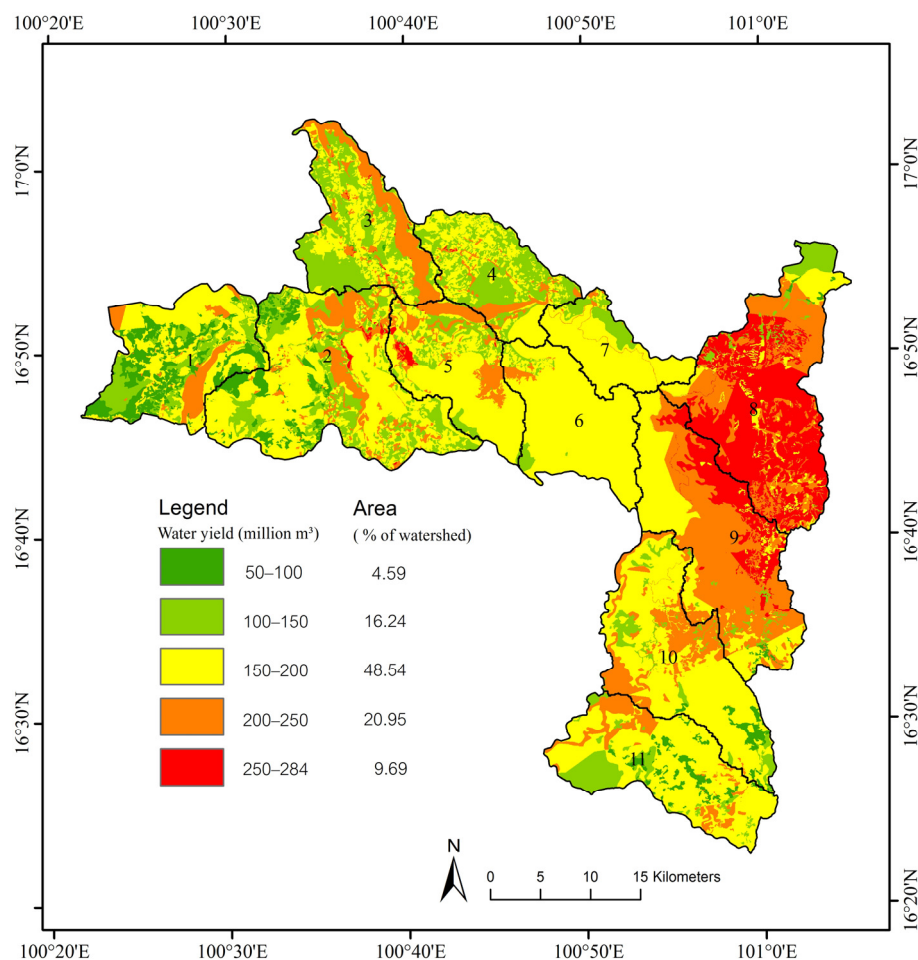 100°20'E 100°30'E 100°40'E 100°50'E 101°0'E
17°0'N 17°0'N
3
4
16°50'N 1 2 5 7 16°50'N
6 8
Legend Area
Water yield (million m³) ( % of watershed)
16°40'N 9 16°40'N
50–100 4.59
100–150 16.24
150–200 48.54
10
200–250 20.95
16°30'N 16°30'N
250–284 9.69
11
N
0 5 10 15 Kilometers
16°20'N 16°20'N
100°20'E 100°30'E 100°40'E 100°50'E 101°0'E